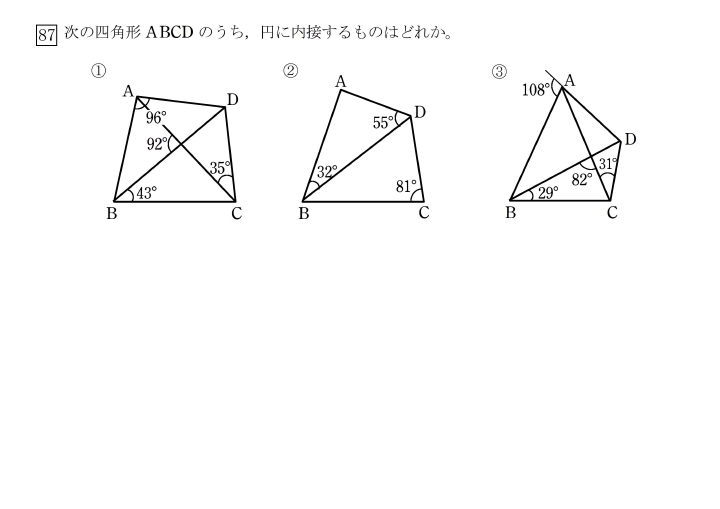 87 次の四角形 ABCD のうち，円に内接するものはどれか。
① ② ③
A D 96° 92° 35° 43° B C
A D 55° 32° 81° B C
108° A D 31° 82° 29° B C